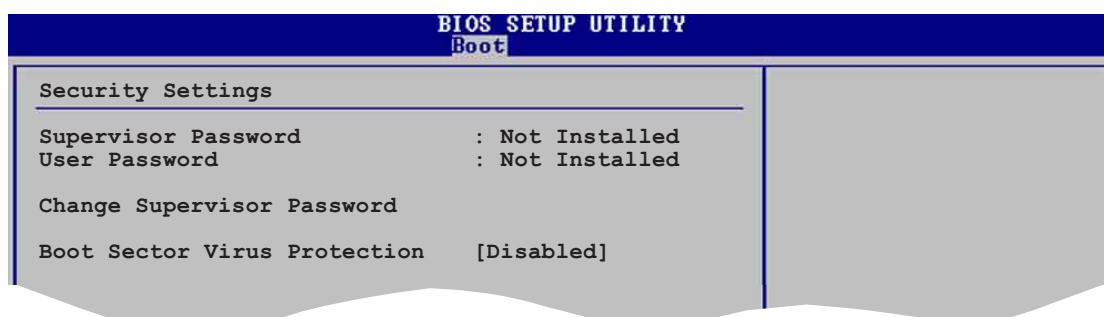 BIOS SETUP UTILITY
Boot
Security Settings
Supervisor Password : Not Installed
User Password : Not Installed
Change Supervisor Password
Boot Sector Virus Protection [Disabled]